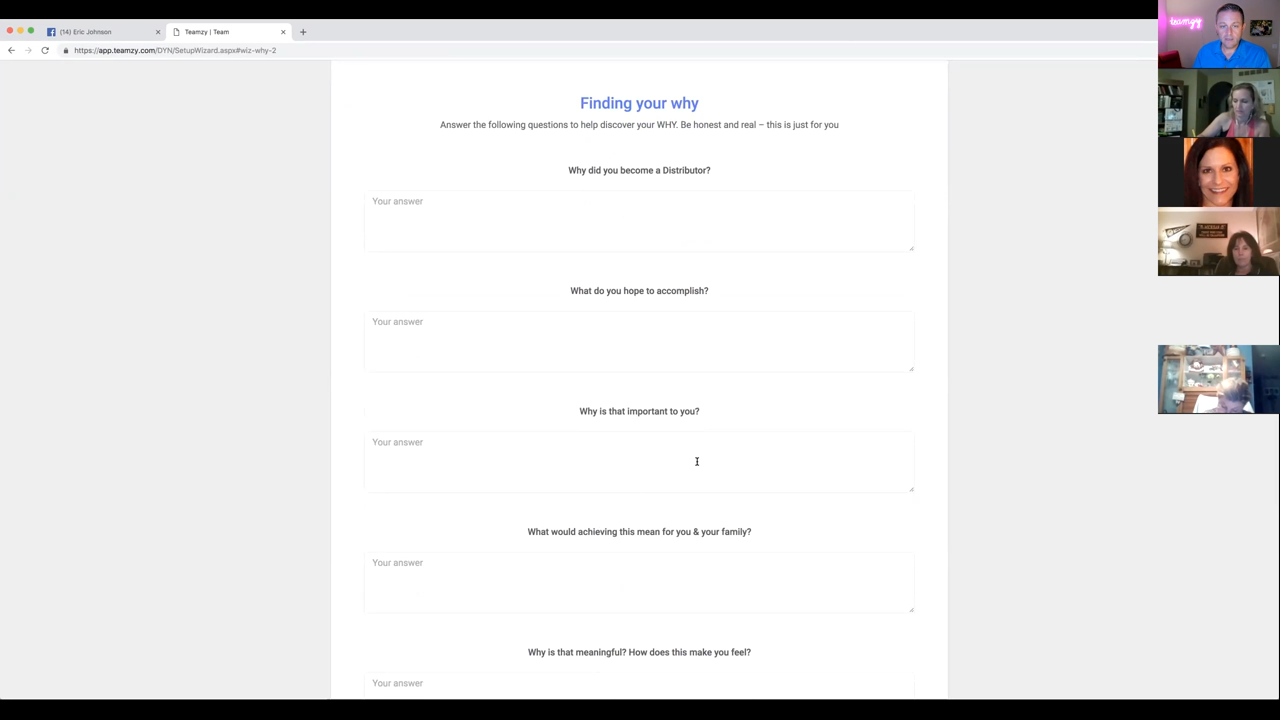 (14) Eric Johnson
Teamzy | Team
https://app.teamzy.com/DYN/SetupWizard.aspx#wiz-why-2
teamzy
Finding your why
Answer the following questions to help discover your WHY. Be honest and real – this is just for you
Why did you become a Distributor?
Your answer
What do you hope to accomplish?
Your answer
Why is that important to you?
Your answer
What would achieving this mean for you & your family?
Your answer
Why is that meaningful? How does this make you feel?
Your answer